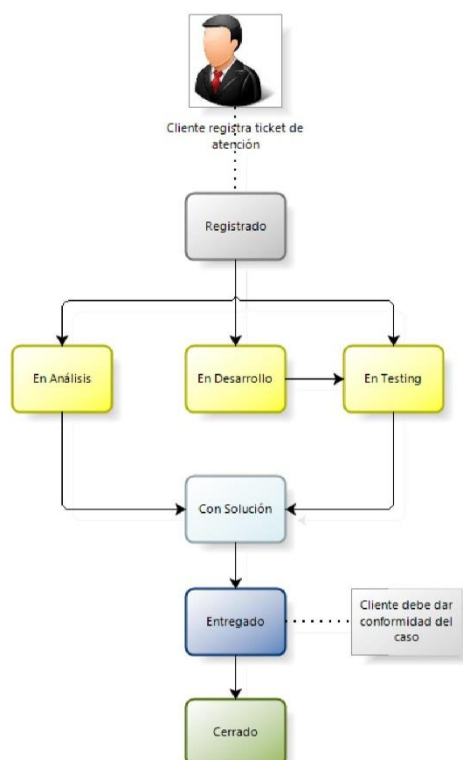 Cliente registra ticket de
atención
Registrado
En Análisis
En Desarrollo
En Testing
Con Solución
Entregado
Cliente debe dar
conformidad del
caso
Cerrado